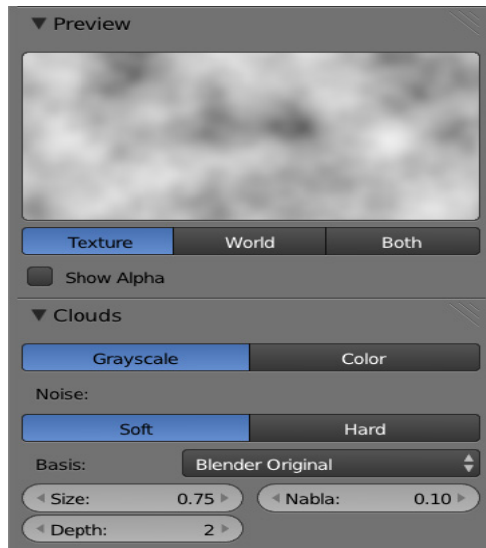 Preview
Texture World Both
Show Alpha
Clouds
Grayscale Color
Noise:
Soft Hard
Basis: Blender Original
Size: 0.75 Nabla: 0.10
Depth: 2